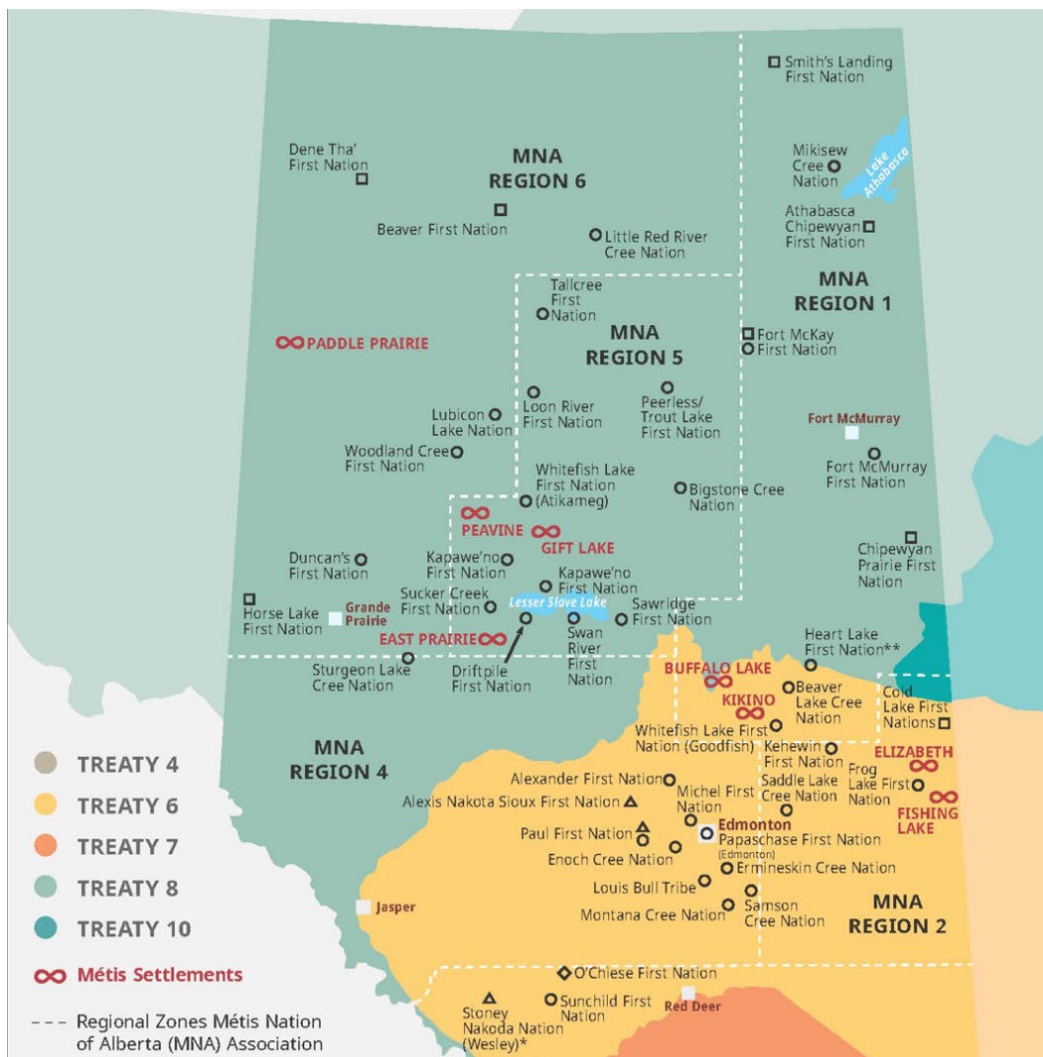 Smith's Landing
First Nation
Dene Tha'
First Nation
MNA
REGION 6
Mikisew
Cree
Nation
Lake
Athabasca
Beaver First Nation
Little Red River
Cree Nation
Athabasca
Chipewyan
First Nation
MNA
REGION 1
Tallcree
First
Nation
MNA
REGION 5
Fort McKay
First Nation
PADDLE PRAIRIE
Loon River
First Nation
Peerless/
Trout Lake
First Nation
Lubicon
Lake Nation
Fort McMurray
Woodland Cree
First Nation
Fort McMurray
First Nation
Whitefish Lake
First Nation
(Atikameg)
Bigstone Cree
Nation
PEAVINE
GIFT LAKE
Duncan's
First Nation
Kapawe'no
First Nation
Chipewyan
Prairie First
Nation
Kapawe'no
First Nation
Horse Lake
First Nation
Grande
Prairie
Sucker Creek
First Nation
Lesser Slave Lake
Sawridge
First Nation
EAST PRAIRIE
Swan
River
First
Nation
Heart Lake
First Nation**
Sturgeon Lake
Cree Nation
Driftpile
First Nation
BUFFALO LAKE
KIKINO
Beaver
Lake Cree
Nation
Cold
Lake First
Nations
Whitefish Lake First
Nation (Goodfish)
Kehewin
First Nation
ELIZABETH
MNA
REGION 4
Alexander First Nation
Michel First
Nation
Saddle Lake
Cree Nation
Frog
Lake First
Nation
FISHING
LAKE
Alexis Nakota Sioux First Nation
Edmonton
Paul First Nation
Papaschase First Nation
(Edmonton)
Enoch Cree Nation
Ermineskin Cree Nation
Louis Bull Tribe
Montana Cree Nation
Samson
Cree Nation
MNA
REGION 2
Jasper
O'Chiese First Nation
Stoney
Nakoda Nation
(Wesley)*
Sunchild First
Nation
Red Deer
TREATY 4
TREATY 6
TREATY 7
TREATY 8
TREATY 10
Métis Settlements
Regional Zones Métis Nation
of Alberta (MNA) Association